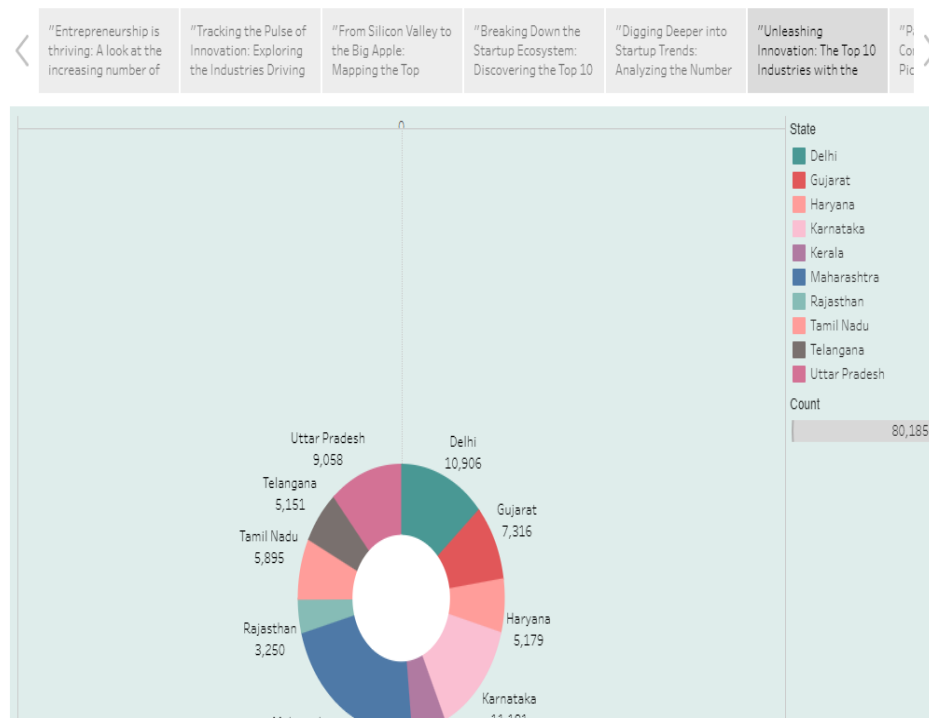 "Entrepreneurship is
thriving: A look at the
increasing number of
"Tracking the Pulse of
Innovation: Exploring
the Industries Driving
"From Silicon Valley to
the Big Apple:
Mapping the Top
"Breaking Down the
Startup Ecosystem:
Discovering the Top 10
"Digging Deeper into
Startup Trends:
Analyzing the Number
"Unleashing
Innovation: The Top 10
Industries with the
0
State
Delhi
Gujarat
Haryana
Karnataka
Kerala
Maharashtra
Rajasthan
Tamil Nadu
Telangana
Uttar Pradesh
Count
80,185
Uttar Pradesh
9,058
Delhi
10,906
Telangana
5,151
Gujarat
7,316
Tamil Nadu
5,895
Haryana
5,179
Rajasthan
3,250
Karnataka